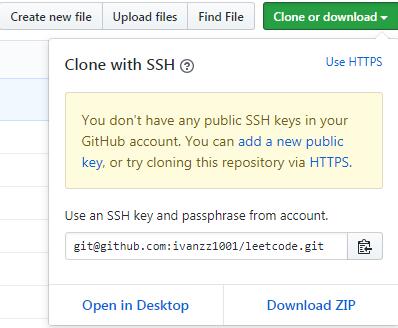 Create new file Upload files Find File Clone or download
Clone with SSH ? Use HTTPS
You don't have any public SSH keys in your
GitHub account. You can add a new public
key, or try cloning this repository via HTTPS.
Use an SSH key and passphrase from account.
git@github.com:ivanzz1001/leetcode.git
Open in Desktop Download ZIP